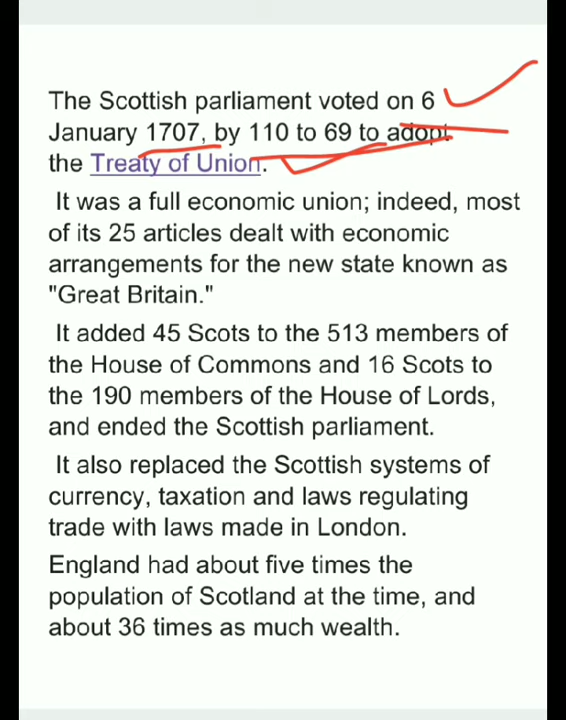 The Scottish parliament voted on 6
January 1707, by 110 to 69 to adopt
the Treaty of Union.
It was a full economic union; indeed, most
of its 25 articles dealt with economic
arrangements for the new state known as
"Great Britain."
It added 45 Scots to the 513 members of
the House of Commons and 16 Scots to
the 190 members of the House of Lords,
and ended the Scottish parliament.
It also replaced the Scottish systems of
currency, taxation and laws regulating
trade with laws made in London.
England had about five times the
population of Scotland at the time, and
about 36 times as much wealth.